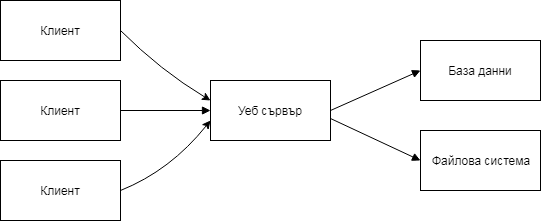 Клиент
Клиент
Клиент
Уеб сървър
База данни
Файлова система